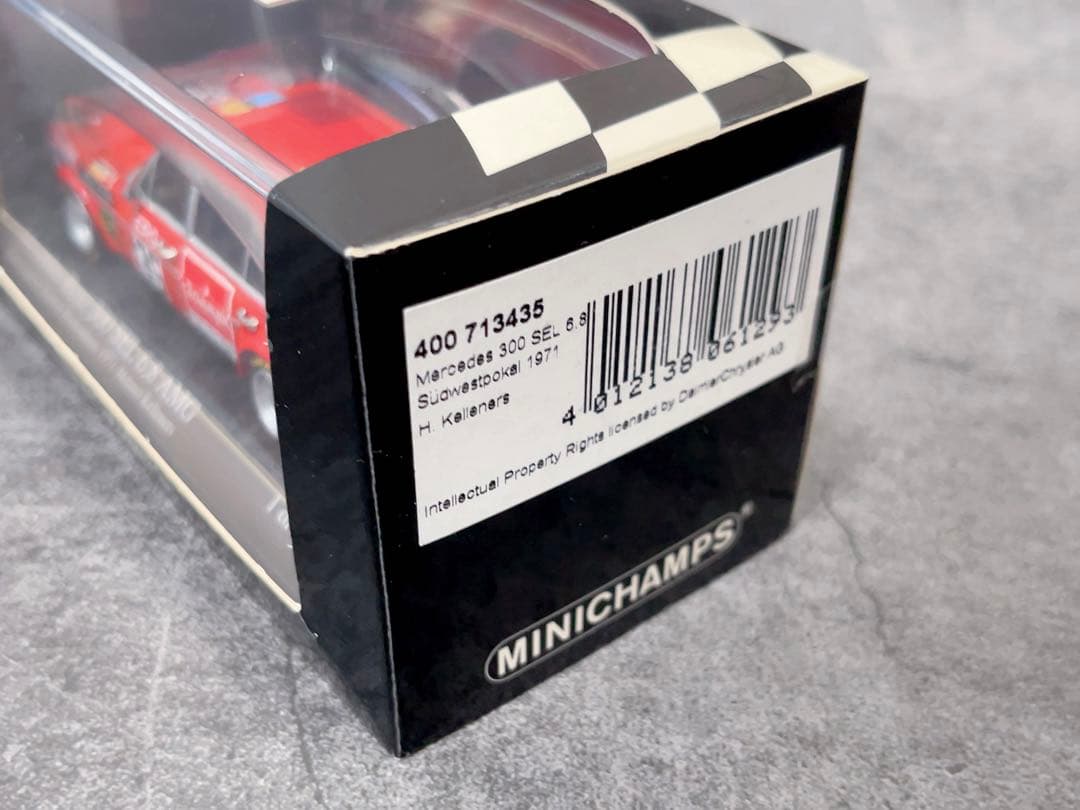 400 713435
Mercedes 300 SEL 6.8
Südwestpokal 1971
H. Kelleners
4 012138 061293
Intellectual Property Rights licensed by DaimlerChrysler AG
MINICHAMPS®